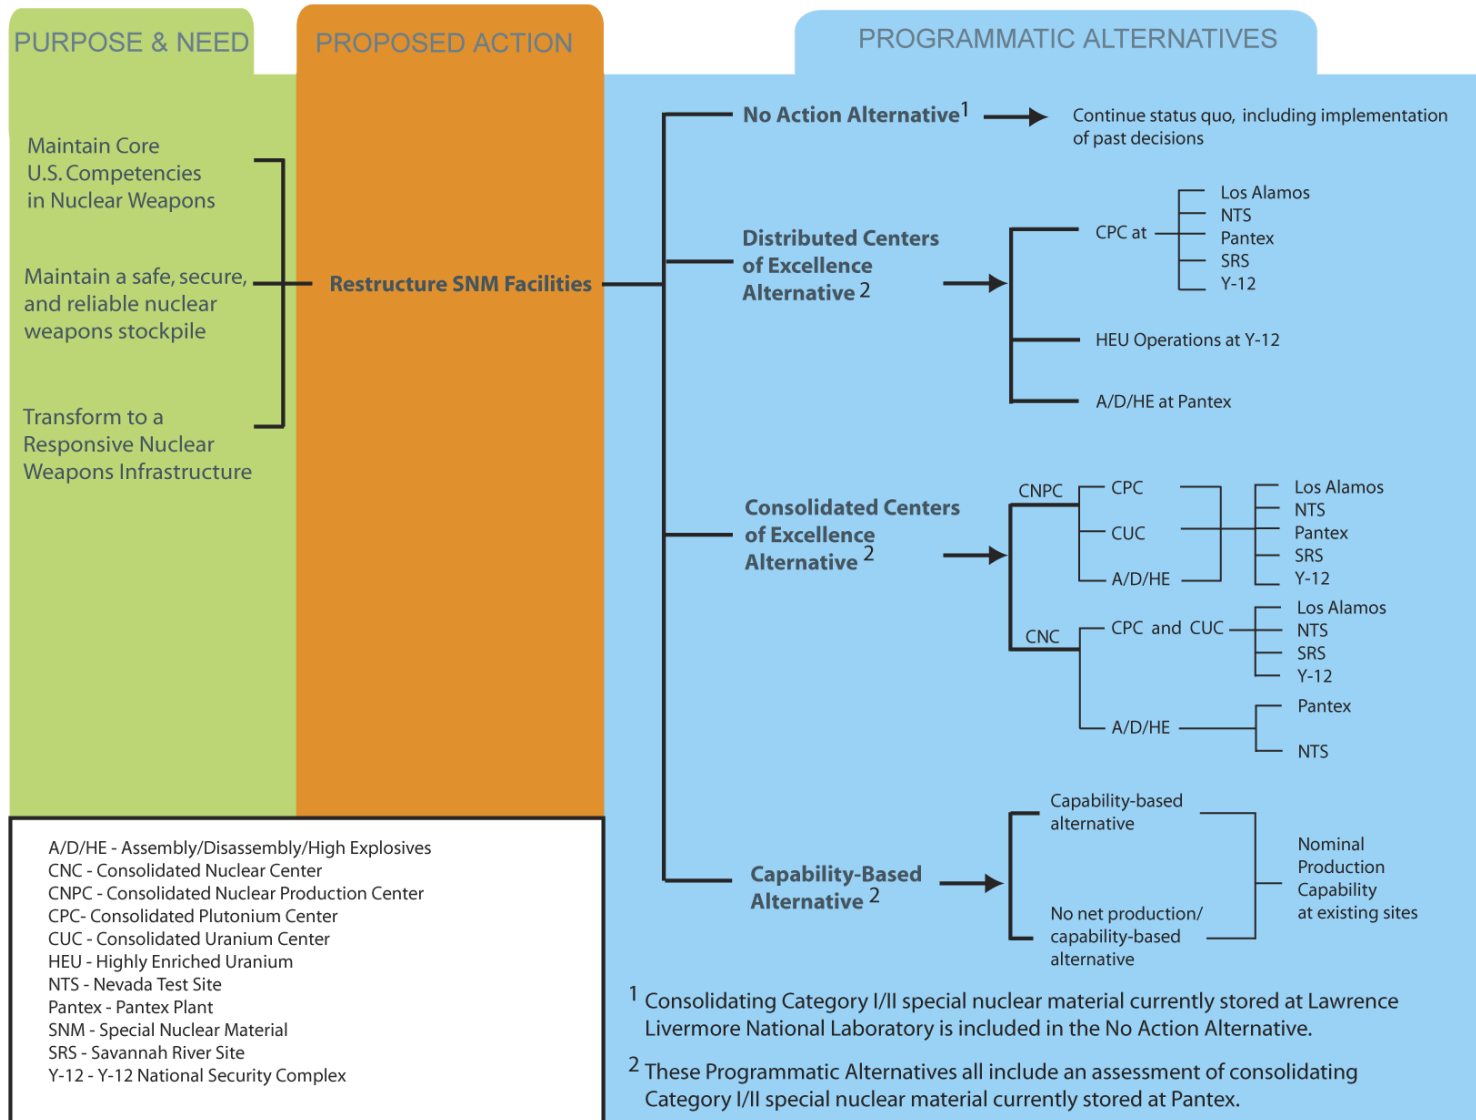 PURPOSE & NEED
PROPOSED ACTION
PROGRAMMATIC ALTERNATIVES
Maintain Core
U.S. Competencies
in Nuclear Weapons
Maintain a safe, secure,
and reliable nuclear
weapons stockpile
Transform to a
Responsive Nuclear
Weapons Infrastructure
Restructure SNM Facilities
No Action Alternative 1
Continue status quo, including implementation
of past decisions
Distributed Centers
of Excellence
Alternative 2
CPC at
Los Alamos
NTS
Pantex
SRS
Y-12
HEU Operations at Y-12
A/D/HE at Pantex
Consolidated Centers
of Excellence
Alternative 2
CNPC
CPC
CUC
A/D/HE
Los Alamos
NTS
Pantex
SRS
Y-12
CNC
CPC and CUC
Los Alamos
NTS
SRS
Y-12
A/D/HE
Pantex
NTS
Capability-Based
Alternative 2
Capability-based
alternative
No net production/
capability-based
alternative
Nominal
Production
Capability
at existing sites
A/D/HE - Assembly/Disassembly/High Explosives
CNC - Consolidated Nuclear Center
CNPC - Consolidated Nuclear Production Center
CPC- Consolidated Plutonium Center
CUC - Consolidated Uranium Center
HEU - Highly Enriched Uranium
NTS - Nevada Test Site
Pantex - Pantex Plant
SNM - Special Nuclear Material
SRS - Savannah River Site
Y-12 - Y-12 National Security Complex
1 Consolidating Category I/II special nuclear material currently stored at Lawrence
Livermore National Laboratory is included in the No Action Alternative.
2 These Programmatic Alternatives all include an assessment of consolidating
Category I/II special nuclear material currently stored at Pantex.